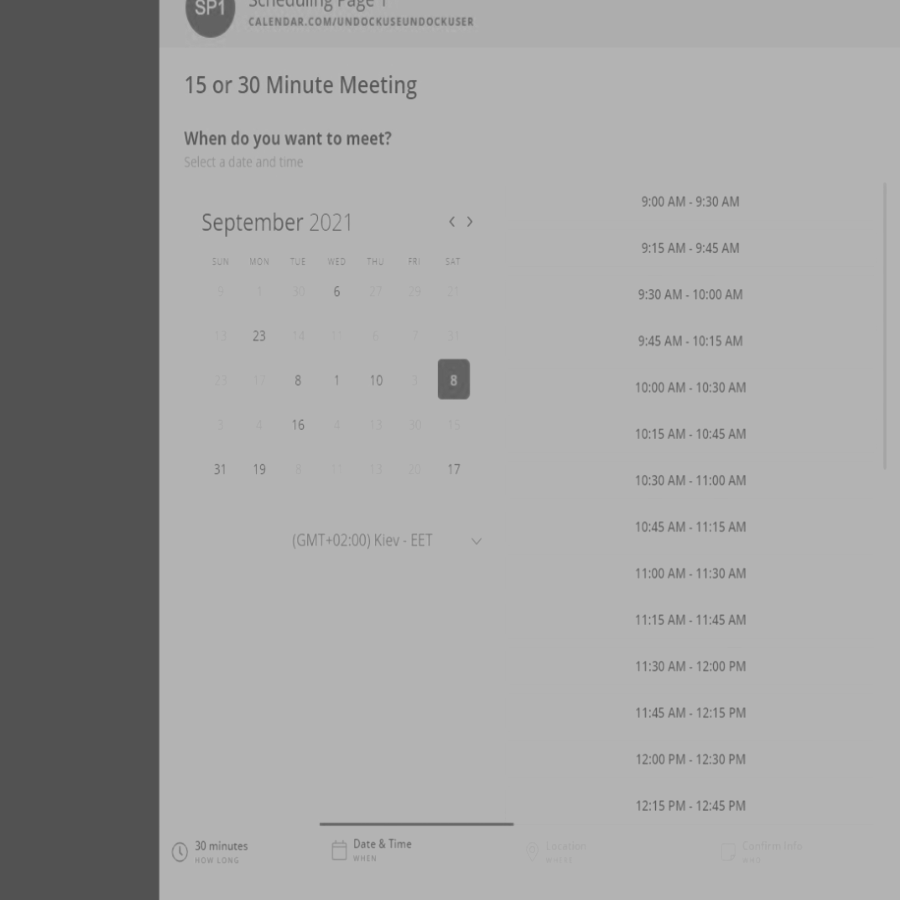 SP1
Scheduling Page 1
CALENDAR.COM/UNDOCKUSEUNDOCKUSER
15 or 30 Minute Meeting
When do you want to meet?
Select a date and time
September 2021
SUN MON TUE WED THU FRI SAT
9 1 30 6 27 29 21
13 23 14 11 6 7 31
23 17 8 1 10 3 8
3 4 16 4 13 30 15
31 19 8 11 13 20 17
(GMT+02:00) Kiev - EET
9:00 AM - 9:30 AM
9:15 AM - 9:45 AM
9:30 AM - 10:00 AM
9:45 AM - 10:15 AM
10:00 AM - 10:30 AM
10:15 AM - 10:45 AM
10:30 AM - 11:00 AM
10:45 AM - 11:15 AM
11:00 AM - 11:30 AM
11:15 AM - 11:45 AM
11:30 AM - 12:00 PM
11:45 AM - 12:15 PM
12:00 PM - 12:30 PM
12:15 PM - 12:45 PM
30 minutes
HOW LONG
Date & Time
WHEN
Location
WHERE
Confirm Info
WHO